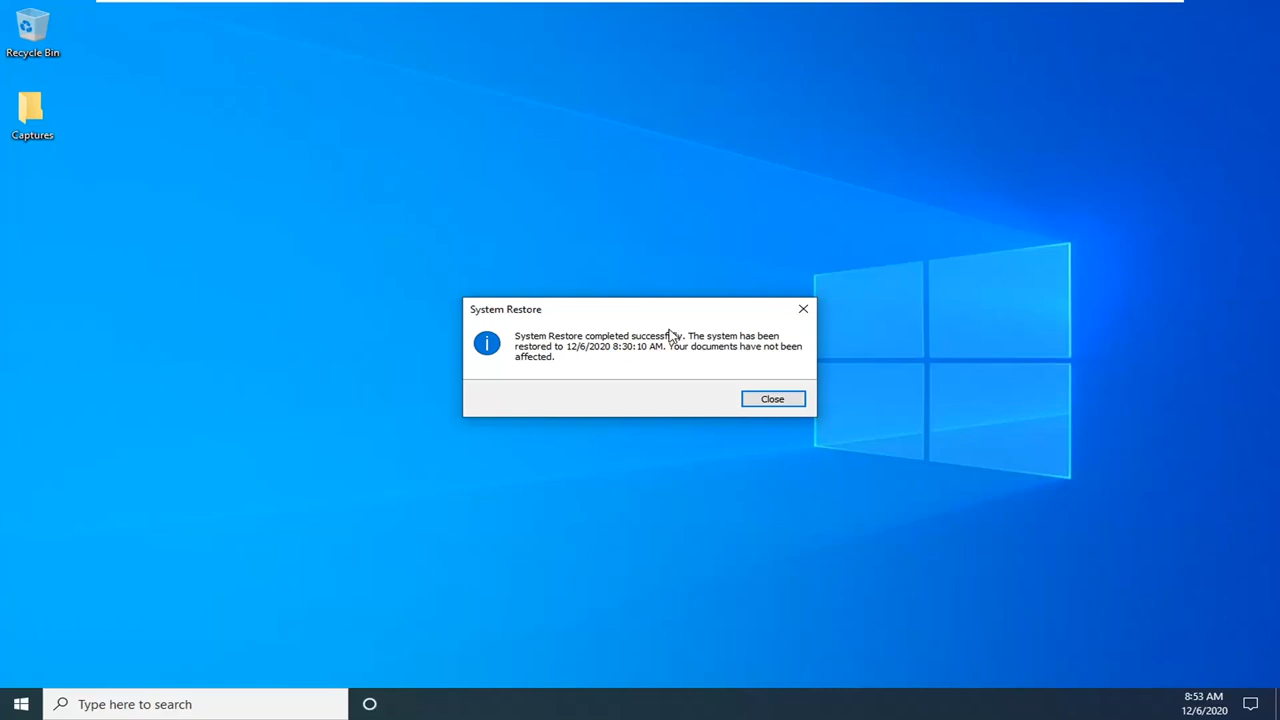 Recycle Bin
Captures
System Restore
System Restore completed successfully. The system has been
restored to 12/6/2020 8:30:10 AM. Your documents have not been
affected.
Close
Type here to search
8:53 AM
12/6/2020